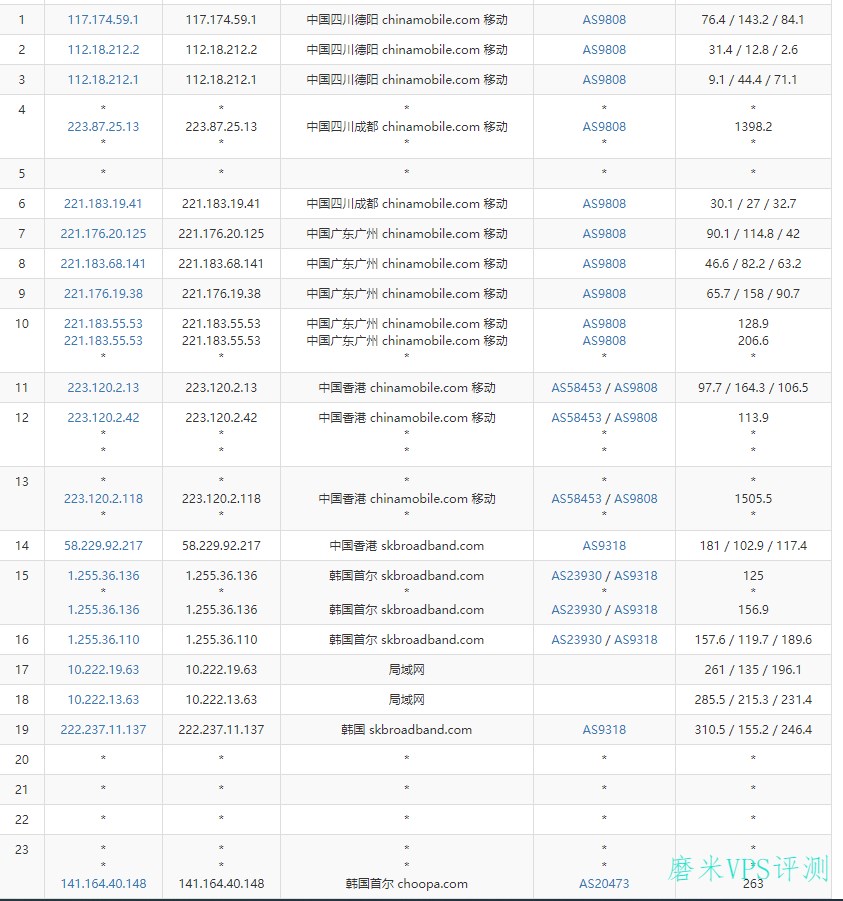 1 117.174.59.1 117.174.59.1 中国四川德阳 chinamobile.com 移动 AS9808 76.4 / 143.2 / 84.1
2 112.18.212.2 112.18.212.2 中国四川德阳 chinamobile.com 移动 AS9808 31.4 / 12.8 / 2.6
3 112.18.212.1 112.18.212.1 中国四川德阳 chinamobile.com 移动 AS9808 9.1 / 44.4 / 71.1
4 * * * * *
223.87.25.13 223.87.25.13 中国四川成都 chinamobile.com 移动 AS9808 1398.2
* * * * *
5 * * * * *
6 221.183.19.41 221.183.19.41 中国四川成都 chinamobile.com 移动 AS9808 30.1 / 27 / 32.7
7 221.176.20.125 221.176.20.125 中国广东广州 chinamobile.com 移动 AS9808 90.1 / 114.8 / 42
8 221.183.68.141 221.183.68.141 中国广东广州 chinamobile.com 移动 AS9808 46.6 / 82.2 / 63.2
9 221.176.19.38 221.176.19.38 中国广东广州 chinamobile.com 移动 AS9808 65.7 / 158 / 90.7
10 221.183.55.53 221.183.55.53 中国广东广州 chinamobile.com 移动 AS9808 128.9
221.183.55.53 221.183.55.53 中国广东广州 chinamobile.com 移动 AS9808 206.6
* * * * *
11 223.120.2.13 223.120.2.13 中国香港 chinamobile.com 移动 AS58453 / AS9808 97.7 / 164.3 / 106.5
12 223.120.2.42 223.120.2.42 中国香港 chinamobile.com 移动 AS58453 / AS9808 113.9
* * * * *
* * * * *
13 * * * * *
223.120.2.118 223.120.2.118 中国香港 chinamobile.com 移动 AS58453 / AS9808 1505.5
* * * * *
14 58.229.92.217 58.229.92.217 中国香港 skbroadband.com AS9318 181 / 102.9 / 117.4
15 1.255.36.136 1.255.36.136 韩国首尔 skbroadband.com AS23930 / AS9318 125
* * * * *
1.255.36.136 1.255.36.136 韩国首尔 skbroadband.com AS23930 / AS9318 156.9
16 1.255.36.110 1.255.36.110 韩国首尔 skbroadband.com AS23930 / AS9318 157.6 / 119.7 / 189.6
17 10.222.19.63 10.222.19.63 局域网 261 / 135 / 196.1
18 10.222.13.63 10.222.13.63 局域网 285.5 / 215.3 / 231.4
19 222.237.11.137 222.237.11.137 韩国 skbroadband.com AS9318 310.5 / 155.2 / 246.4
20 * * * * *
21 * * * * *
22 * * * * *
23 * * * * *
* * * * *
141.164.40.148 141.164.40.148 韩国首尔 choopa.com AS20473 263
磨米VPS评测